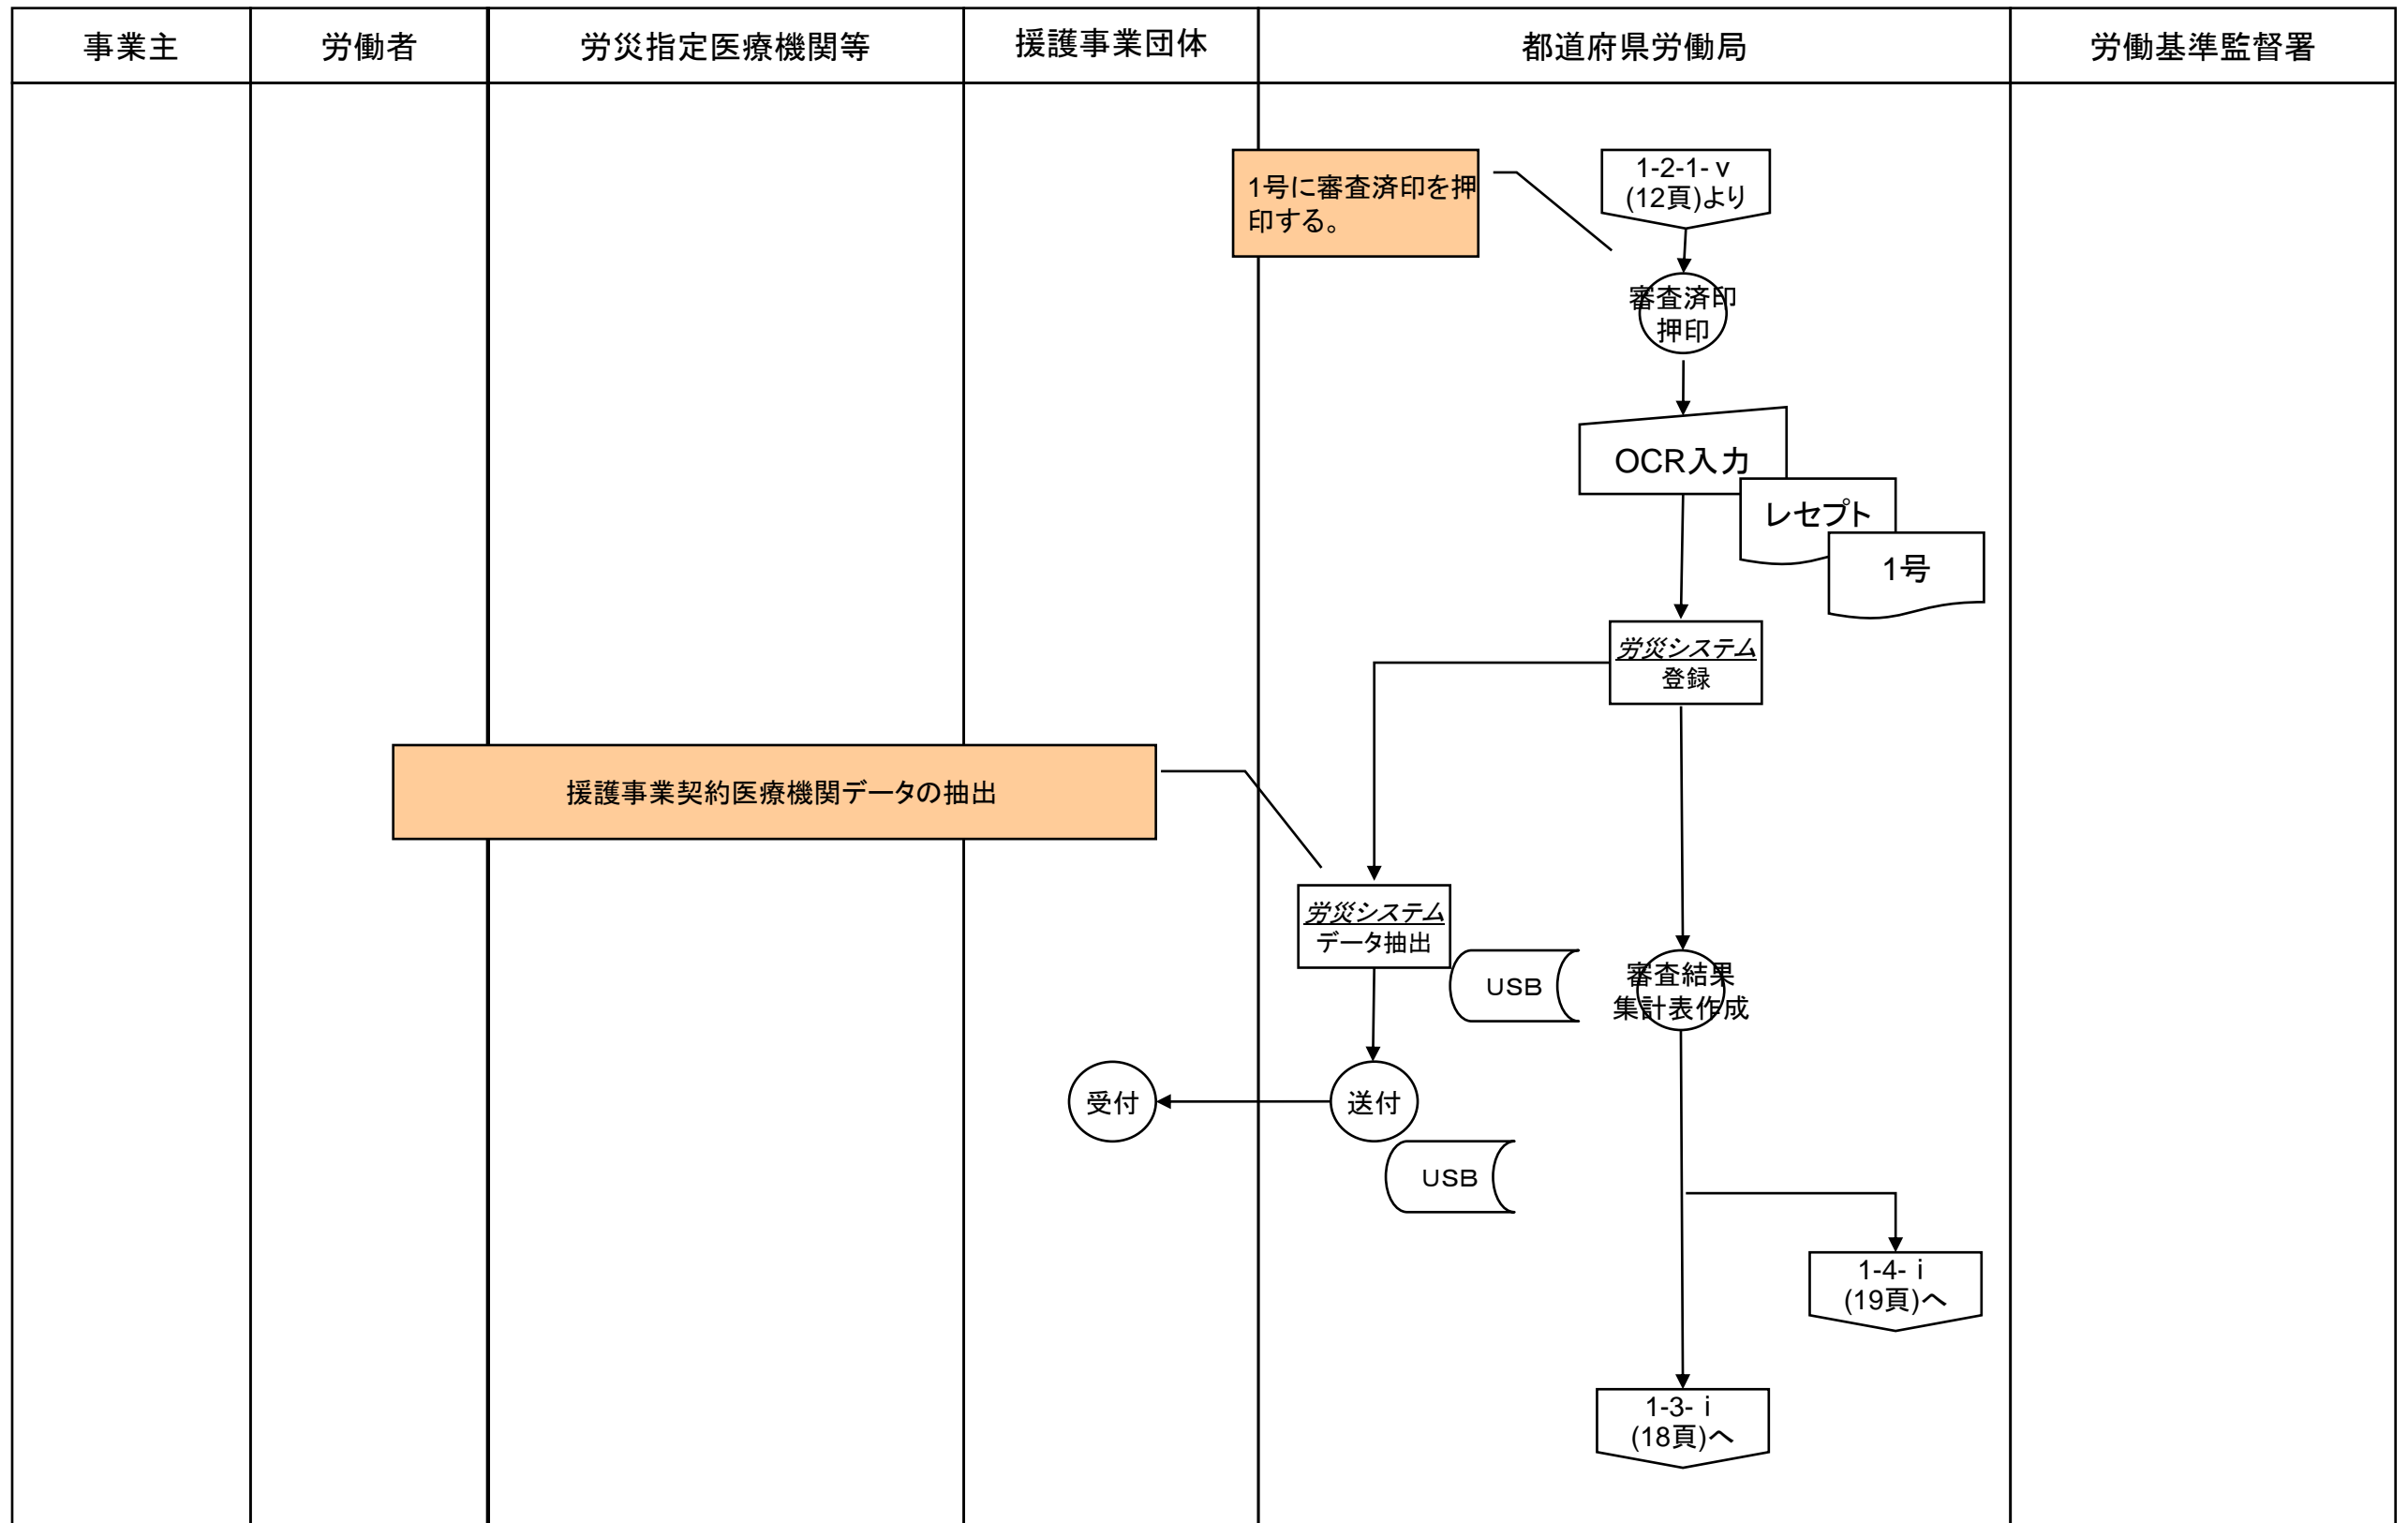 事業主
労働者
労災指定医療機関等
援護事業団体
都道府県労働局
労働基準監督署
1号に審査済印を押
印する。
1-2-1-ⅴ
(12頁)より
審査済印
押印
OCR入力
レセプト
1号
労災システム
登録
援護事業契約医療機関データの抽出
労災システム
データ抽出
USB
審査結果
集計表作成
受付
送付
USB
1-4-ⅰ
(19頁)へ
1-3-ⅰ
(18頁)へ